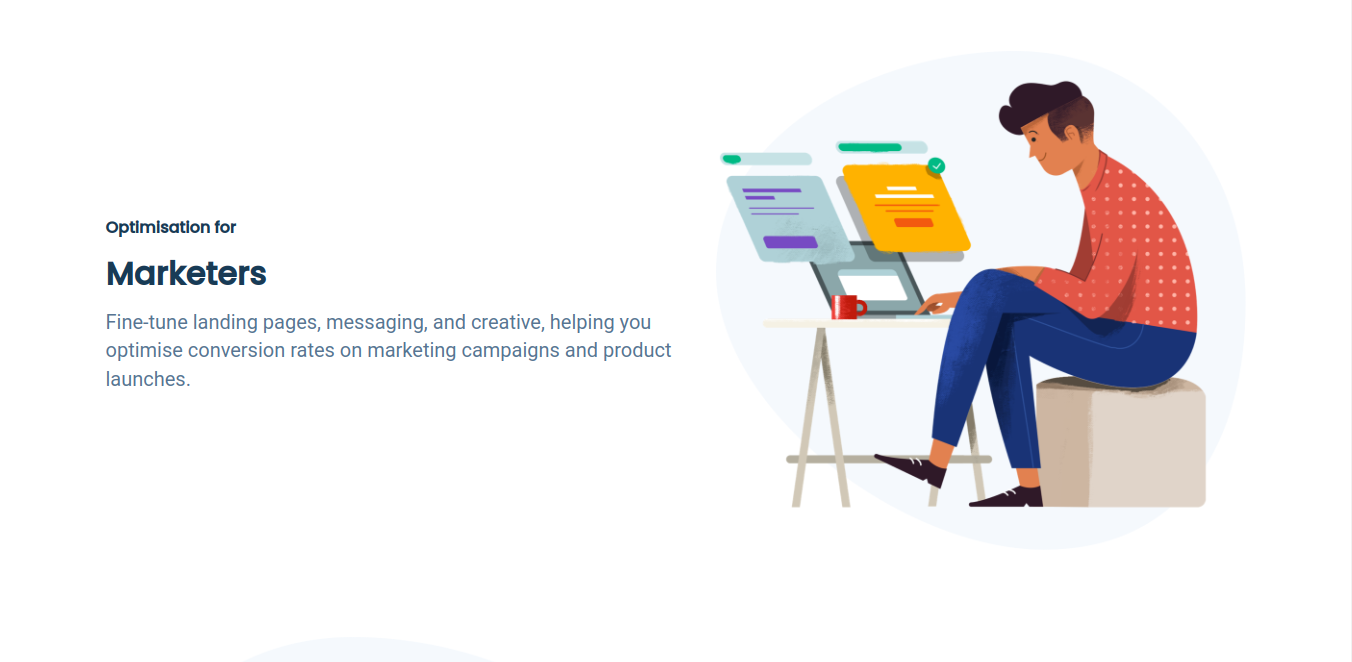 Optimisation for
Marketers
Fine-tune landing pages, messaging, and creative, helping you
optimise conversion rates on marketing campaigns and product
launches.